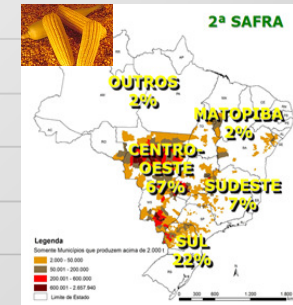 2ª SAFRA
OUTROS
2%
MATOPIBA
2%
CENTRO-
OESTE
67%
SUDESTE
7%
SUL
22%
Legenda
Somente Municípios que produzem acima de 2.000 t
2.000 - 50.000
50.001 - 200.000
200.001 - 600.000
600.001 - 2.657.940
Limite de Estado